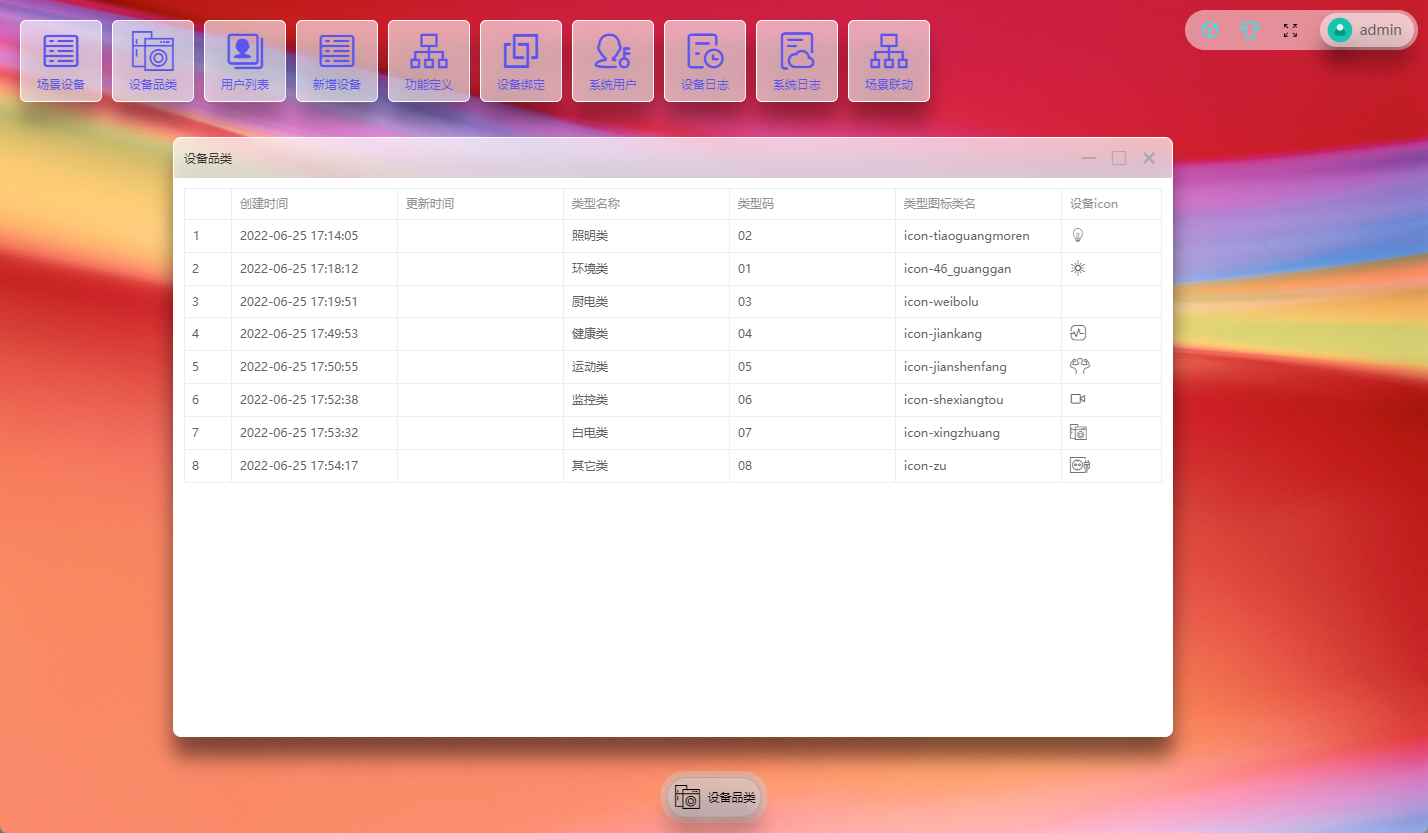 场景设备 设备品类 用户列表 新增设备 功能定义 设备绑定 系统用户 设备日志 系统日志 场景联动
admin
设备品类
创建时间 更新时间 类型名称 类型码 类型图标类名 设备icon
1 2022-06-25 17:14:05 照明类 02 icon-tiaoguangmoren
2 2022-06-25 17:18:12 环境类 01 icon-46_guanggan
3 2022-06-25 17:19:51 厨电类 03 icon-weibolu
4 2022-06-25 17:49:53 健康类 04 icon-jiankang
5 2022-06-25 17:50:55 运动类 05 icon-jianshenfang
6 2022-06-25 17:52:38 监控类 06 icon-shexiangtou
7 2022-06-25 17:53:32 白电类 07 icon-xingzhuang
8 2022-06-25 17:54:17 其它类 08 icon-zu
设备品类